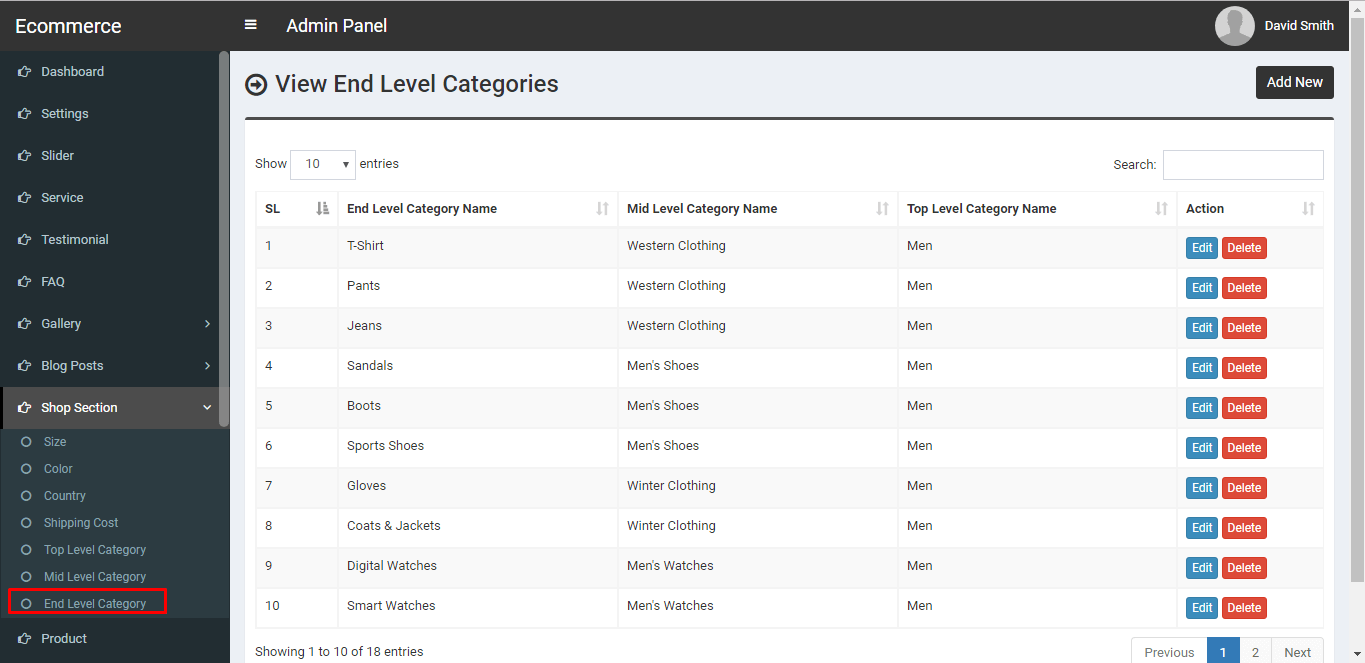 Ecommerce
Admin Panel
David Smith
Dashboard
Settings
Slider
Service
Testimonial
FAQ
Gallery
Blog Posts
Shop Section
Size
Color
Country
Shipping Cost
Top Level Category
Mid Level Category
End Level Category
Product
View End Level Categories
Add New
Show 10 entries
Search:
SL End Level Category Name Mid Level Category Name Top Level Category Name Action
1 T-Shirt Western Clothing Men Edit Delete
2 Pants Western Clothing Men Edit Delete
3 Jeans Western Clothing Men Edit Delete
4 Sandals Men's Shoes Men Edit Delete
5 Boots Men's Shoes Men Edit Delete
6 Sports Shoes Men's Shoes Men Edit Delete
7 Gloves Winter Clothing Men Edit Delete
8 Coats & Jackets Winter Clothing Men Edit Delete
9 Digital Watches Men's Watches Men Edit Delete
10 Smart Watches Men's Watches Men Edit Delete
Showing 1 to 10 of 18 entries
Previous 1 2 Next